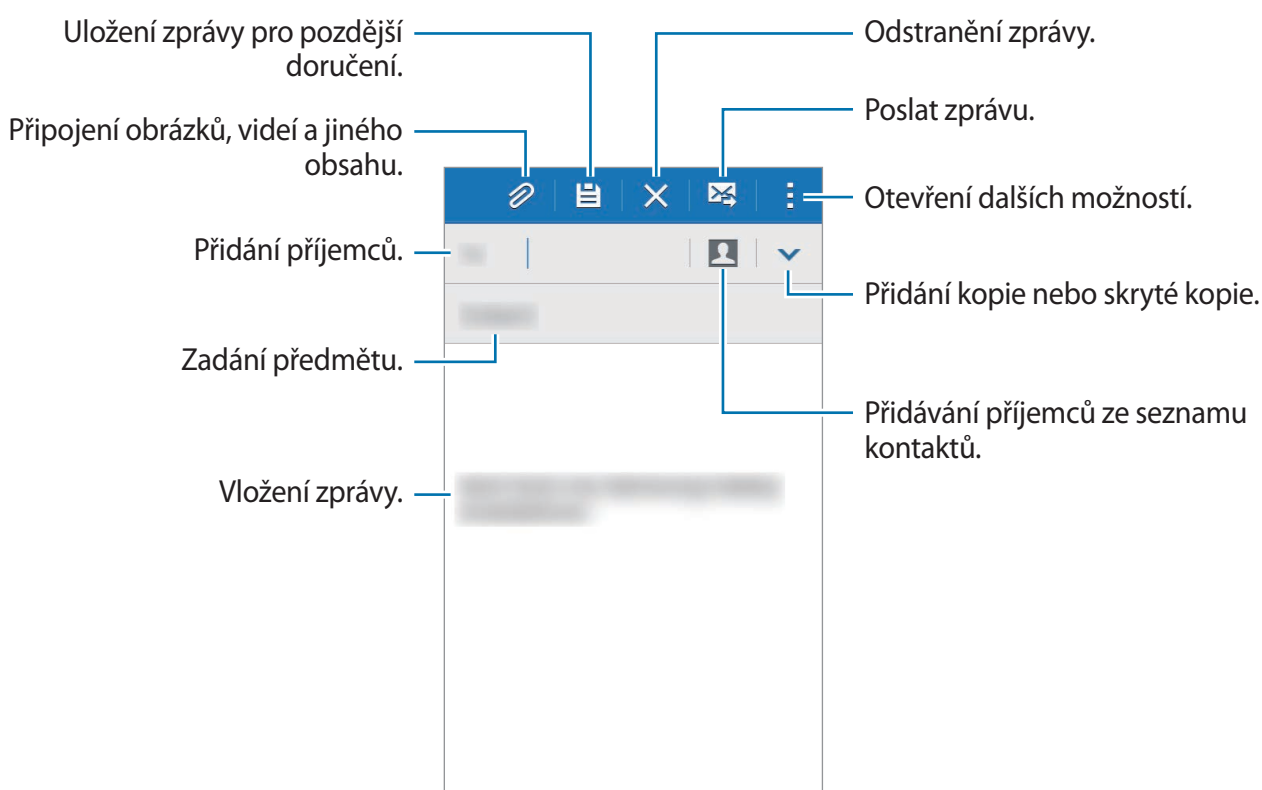 Uložení zprávy pro pozdější
doručení.
Připojení obrázků, videí a jiného
obsahu.
Přidání příjemců.
Zadání předmětu.
Vložení zprávy.
Odstranění zprávy.
Poslat zprávu.
Otevření dalších možností.
Přidání kopie nebo skryté kopie.
Přidávání příjemců ze seznamu
kontaktů.